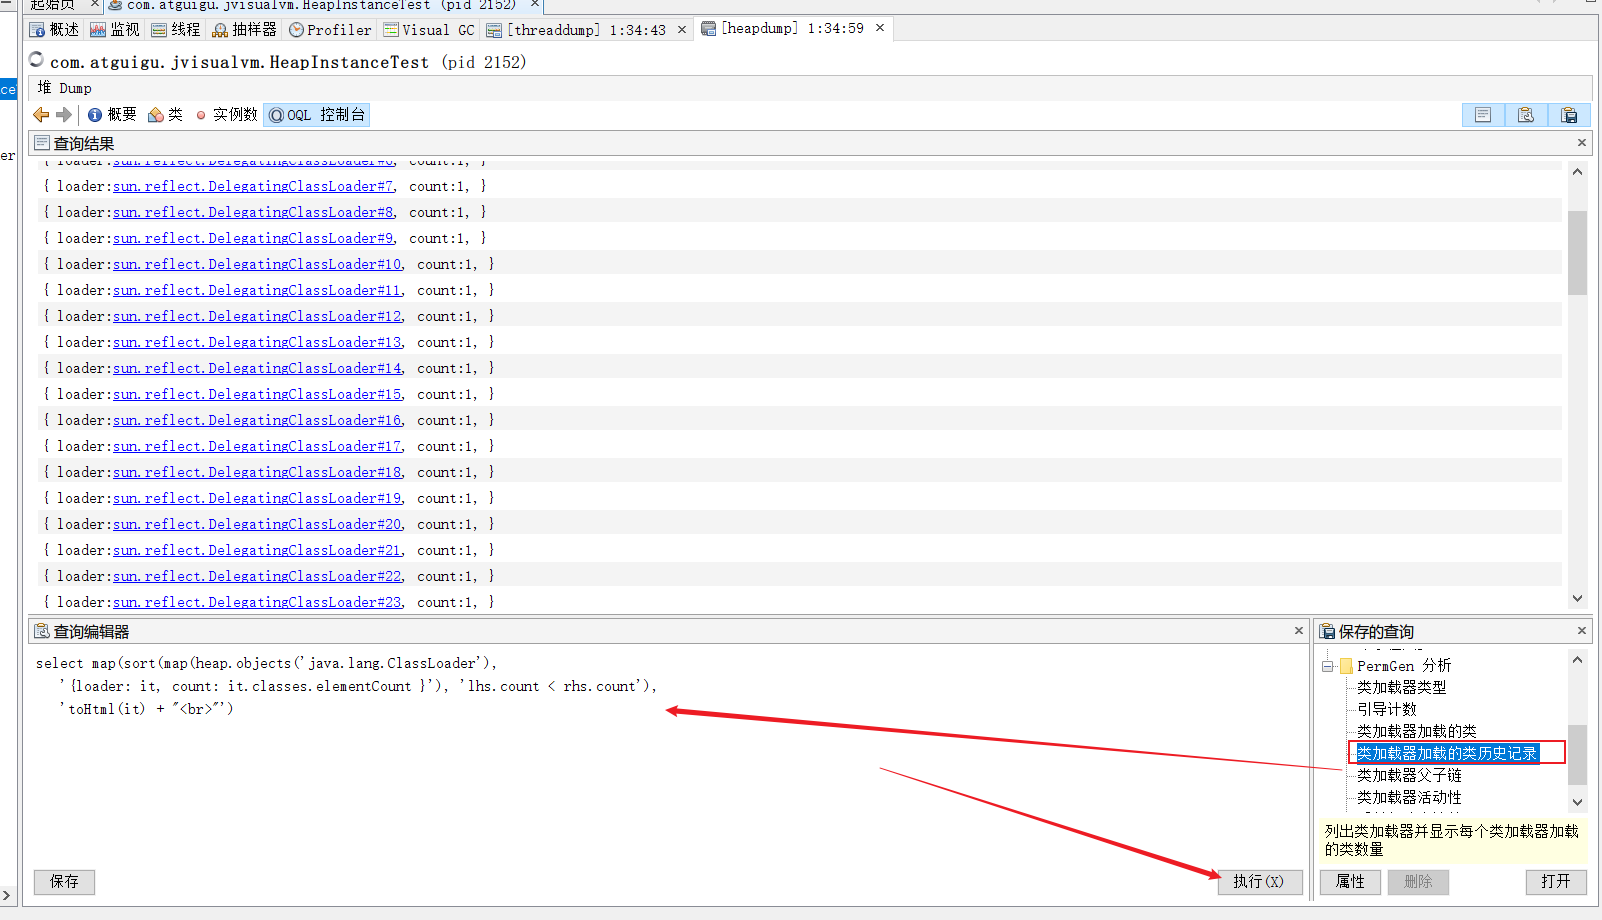 起始页 × com.atguigu.jvisualvm.HeapInstanceTest (pid 2152) ×
概述 监视 线程 抽样器 Profiler Visual GC [threaddump] 1:34:43 × [heapdump] 1:34:59 ×
com.atguigu.jvisualvm.HeapInstanceTest (pid 2152)
ce
堆 Dump
概要 类 实例数 OQL 控制台
查询结果 ×
er
{ loader:sun.reflect.DelegatingClassLoader#6, count:1, }
{ loader:sun.reflect.DelegatingClassLoader#7, count:1, }
{ loader:sun.reflect.DelegatingClassLoader#8, count:1, }
{ loader:sun.reflect.DelegatingClassLoader#9, count:1, }
{ loader:sun.reflect.DelegatingClassLoader#10, count:1, }
{ loader:sun.reflect.DelegatingClassLoader#11, count:1, }
{ loader:sun.reflect.DelegatingClassLoader#12, count:1, }
{ loader:sun.reflect.DelegatingClassLoader#13, count:1, }
{ loader:sun.reflect.DelegatingClassLoader#14, count:1, }
{ loader:sun.reflect.DelegatingClassLoader#15, count:1, }
{ loader:sun.reflect.DelegatingClassLoader#16, count:1, }
{ loader:sun.reflect.DelegatingClassLoader#17, count:1, }
{ loader:sun.reflect.DelegatingClassLoader#18, count:1, }
{ loader:sun.reflect.DelegatingClassLoader#19, count:1, }
{ loader:sun.reflect.DelegatingClassLoader#20, count:1, }
{ loader:sun.reflect.DelegatingClassLoader#21, count:1, }
{ loader:sun.reflect.DelegatingClassLoader#22, count:1, }
{ loader:sun.reflect.DelegatingClassLoader#23, count:1, }
查询编辑器 ×
select map(sort(map(heap.objects('java.lang.ClassLoader'),
'{loader: it, count: it.classes.elementCount }'), 'lhs.count < rhs.count'),
'toHtml(it) + "<br>"')
保存
执行(X)
保存的查询 ×
PermGen 分析
类加载器类型
引导计数
类加载器加载的类
类加载器加载的类历史记录
类加载器父子链
类加载器活动性
列出类加载器并显示每个类加载器加载
的类数量
属性 删除 打开